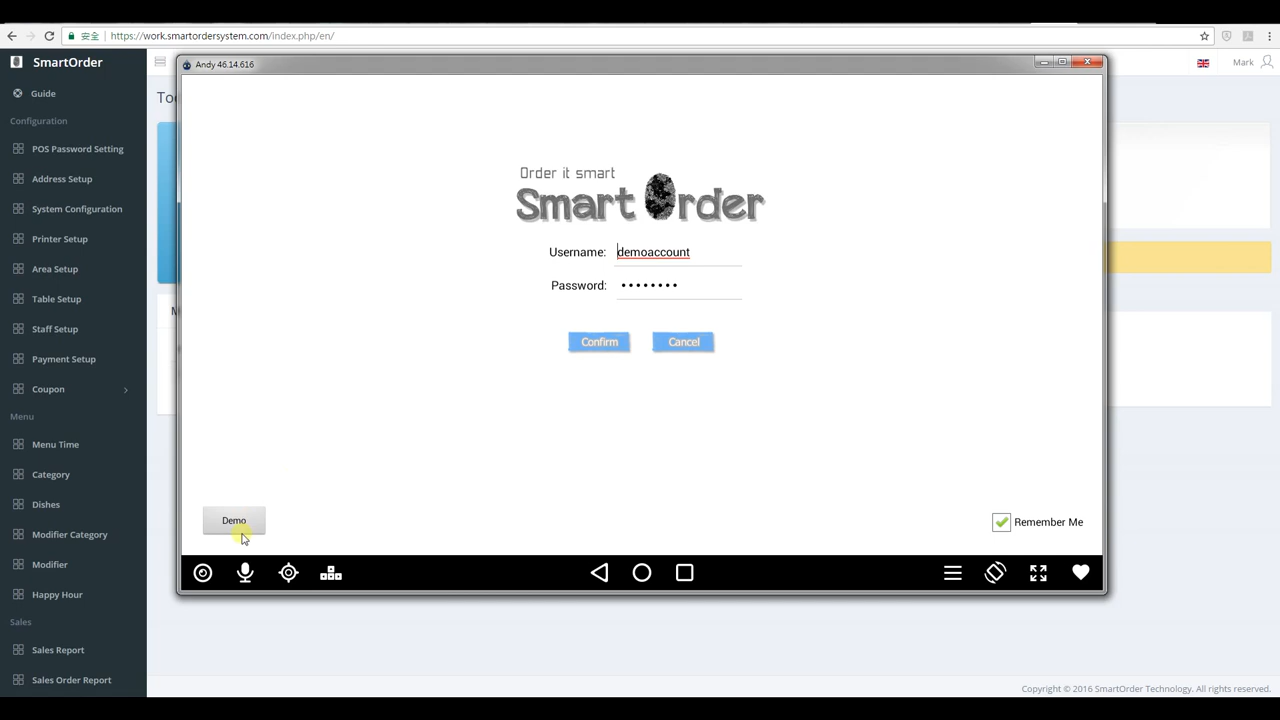 安全
https://work.smartordersystem.com/index.php/en/
SmartOrder
Mark
Guide
Configuration
POS Password Setting
Address Setup
System Configuration
Printer Setup
Area Setup
Table Setup
Staff Setup
Payment Setup
Coupon
Menu
Menu Time
Category
Dishes
Modifier Category
Modifier
Happy Hour
Sales
Sales Report
Sales Order Report
Andy 46.14.616
Order it smart
Smart Order
Username: demoaccount
Password: ••••••••
Confirm Cancel
Demo
Remember Me
Copyright © 2016 SmartOrder Technology. All rights reserved.